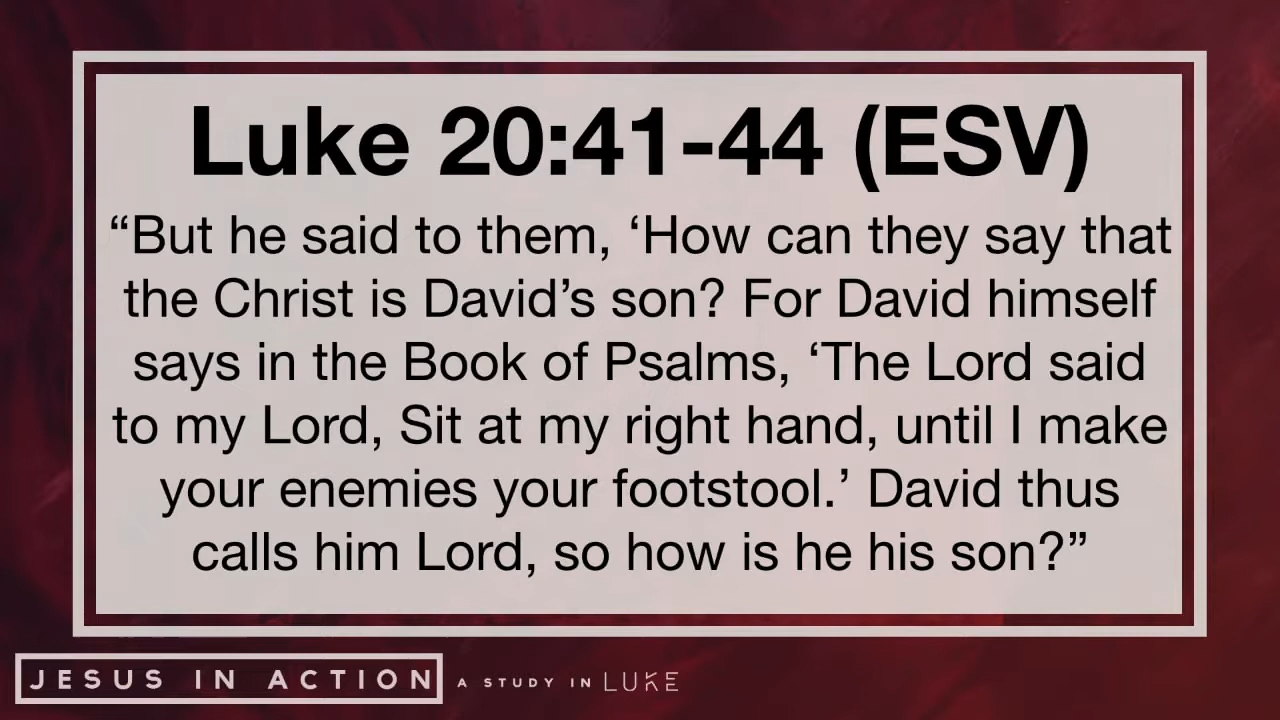 Luke 20:41-44 (ESV)
“But he said to them, ‘How can they say that
the Christ is David’s son? For David himself
says in the Book of Psalms, ‘The Lord said
to my Lord, Sit at my right hand, until I make
your enemies your footstool.’ David thus
calls him Lord, so how is he his son?”
JESUS IN ACTION A STUDY IN LUKE